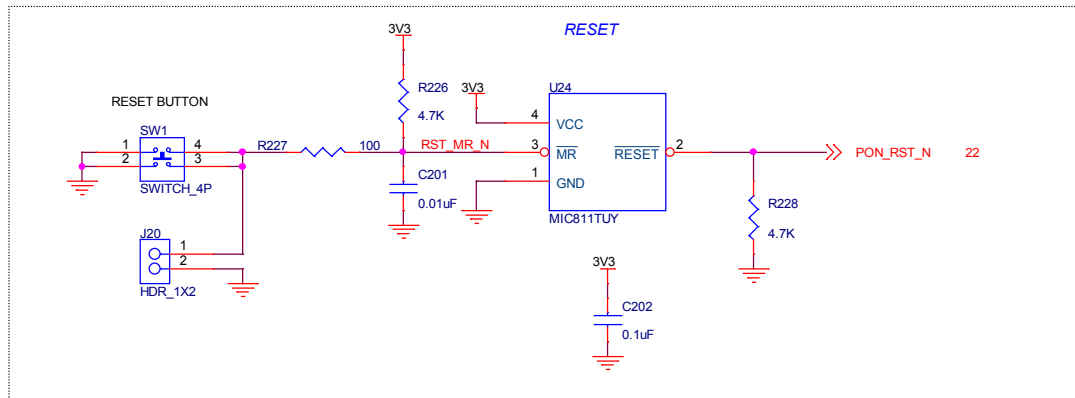 RESET
3V3
R226
4.7K
3V3
U24
RESET BUTTON
SW1
1
4
2
3
SWITCH_4P
R227
100
RST_MR_N
4
VCC
3
MR
RESET
2
1
GND
MIC811TUY
PON_RST_N 22
C201
0.01uF
R228
4.7K
J20
1
2
HDR_1X2
3V3
C202
0.1uF